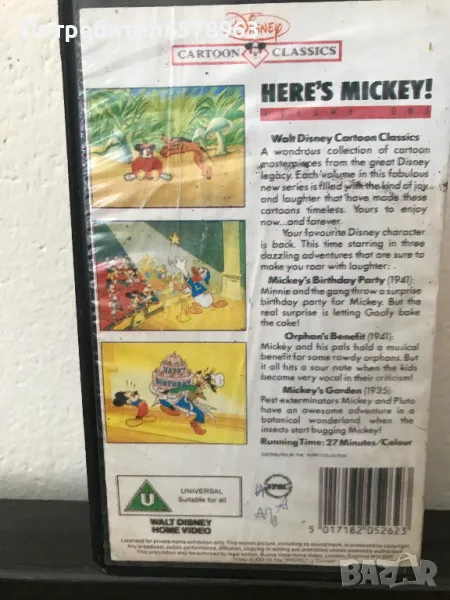 Потребител
Disney
CARTOON CLASSICS
HERE'S MICKEY!
VOLUME ONE
Walt Disney Cartoon Classics
A wondrous collection of cartoon
masterpieces from the great Disney
legacy. Each volume in this fabulous
new series is filled with the kind of joy
and laughter that have made these
cartoons timeless. Yours to enjoy
now...and forever.
Your favourite Disney character
is back. This time starring in three
dazzling adventures that are sure to
make you roar with laughter:
Mickey's Birthday Party (1941):
Minnie and the gang throw a surprise
birthday party for Mickey. But the
real surprise is letting Goofy bake
the cake!
Orphan's Benefit (1941):
Mickey and his pals hold a musical
benefit for some rowdy orphans. But
it all hits a sour note when the kids
become very vocal in their criticism!
Mickey's Garden (1935):
Pest-exterminators Mickey and Pluto
have an awesome adventure in a
botanical wonderland when the
insects start bugging Mickey!
Running Time: 27 Minutes/Colour
HAPPY
BIRTHDAY
U
UNIVERSAL
Suitable for all
WALT DISNEY
HOME VIDEO
5 017182 052623
bazar